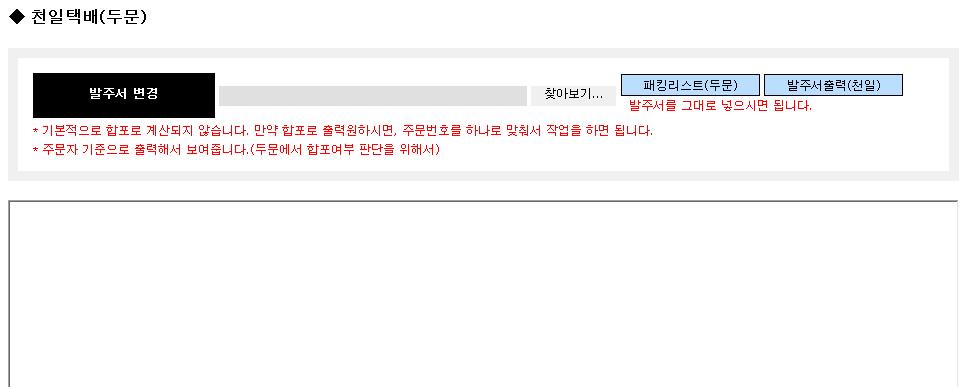 ◆ 천일택배(두문)
발주서 변경
찾아보기...
패킹리스트(두문)
발주서출력(천일)
발주서를 그대로 넣으시면 됩니다.
* 기본적으로 합포로 계산되지 않습니다. 만약 합포로 출력원하시면, 주문번호를 하나로 맞춰서 작업을 하면 됩니다.
* 주문자 기준으로 출력해서 보여줍니다.(두문에서 합포여부 판단을 위해서)